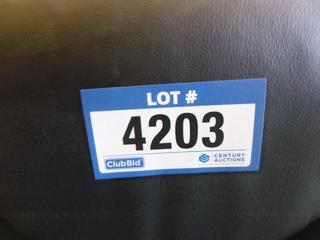 LOT #
4203
ClubBid
CENTURY
AUCTIONS